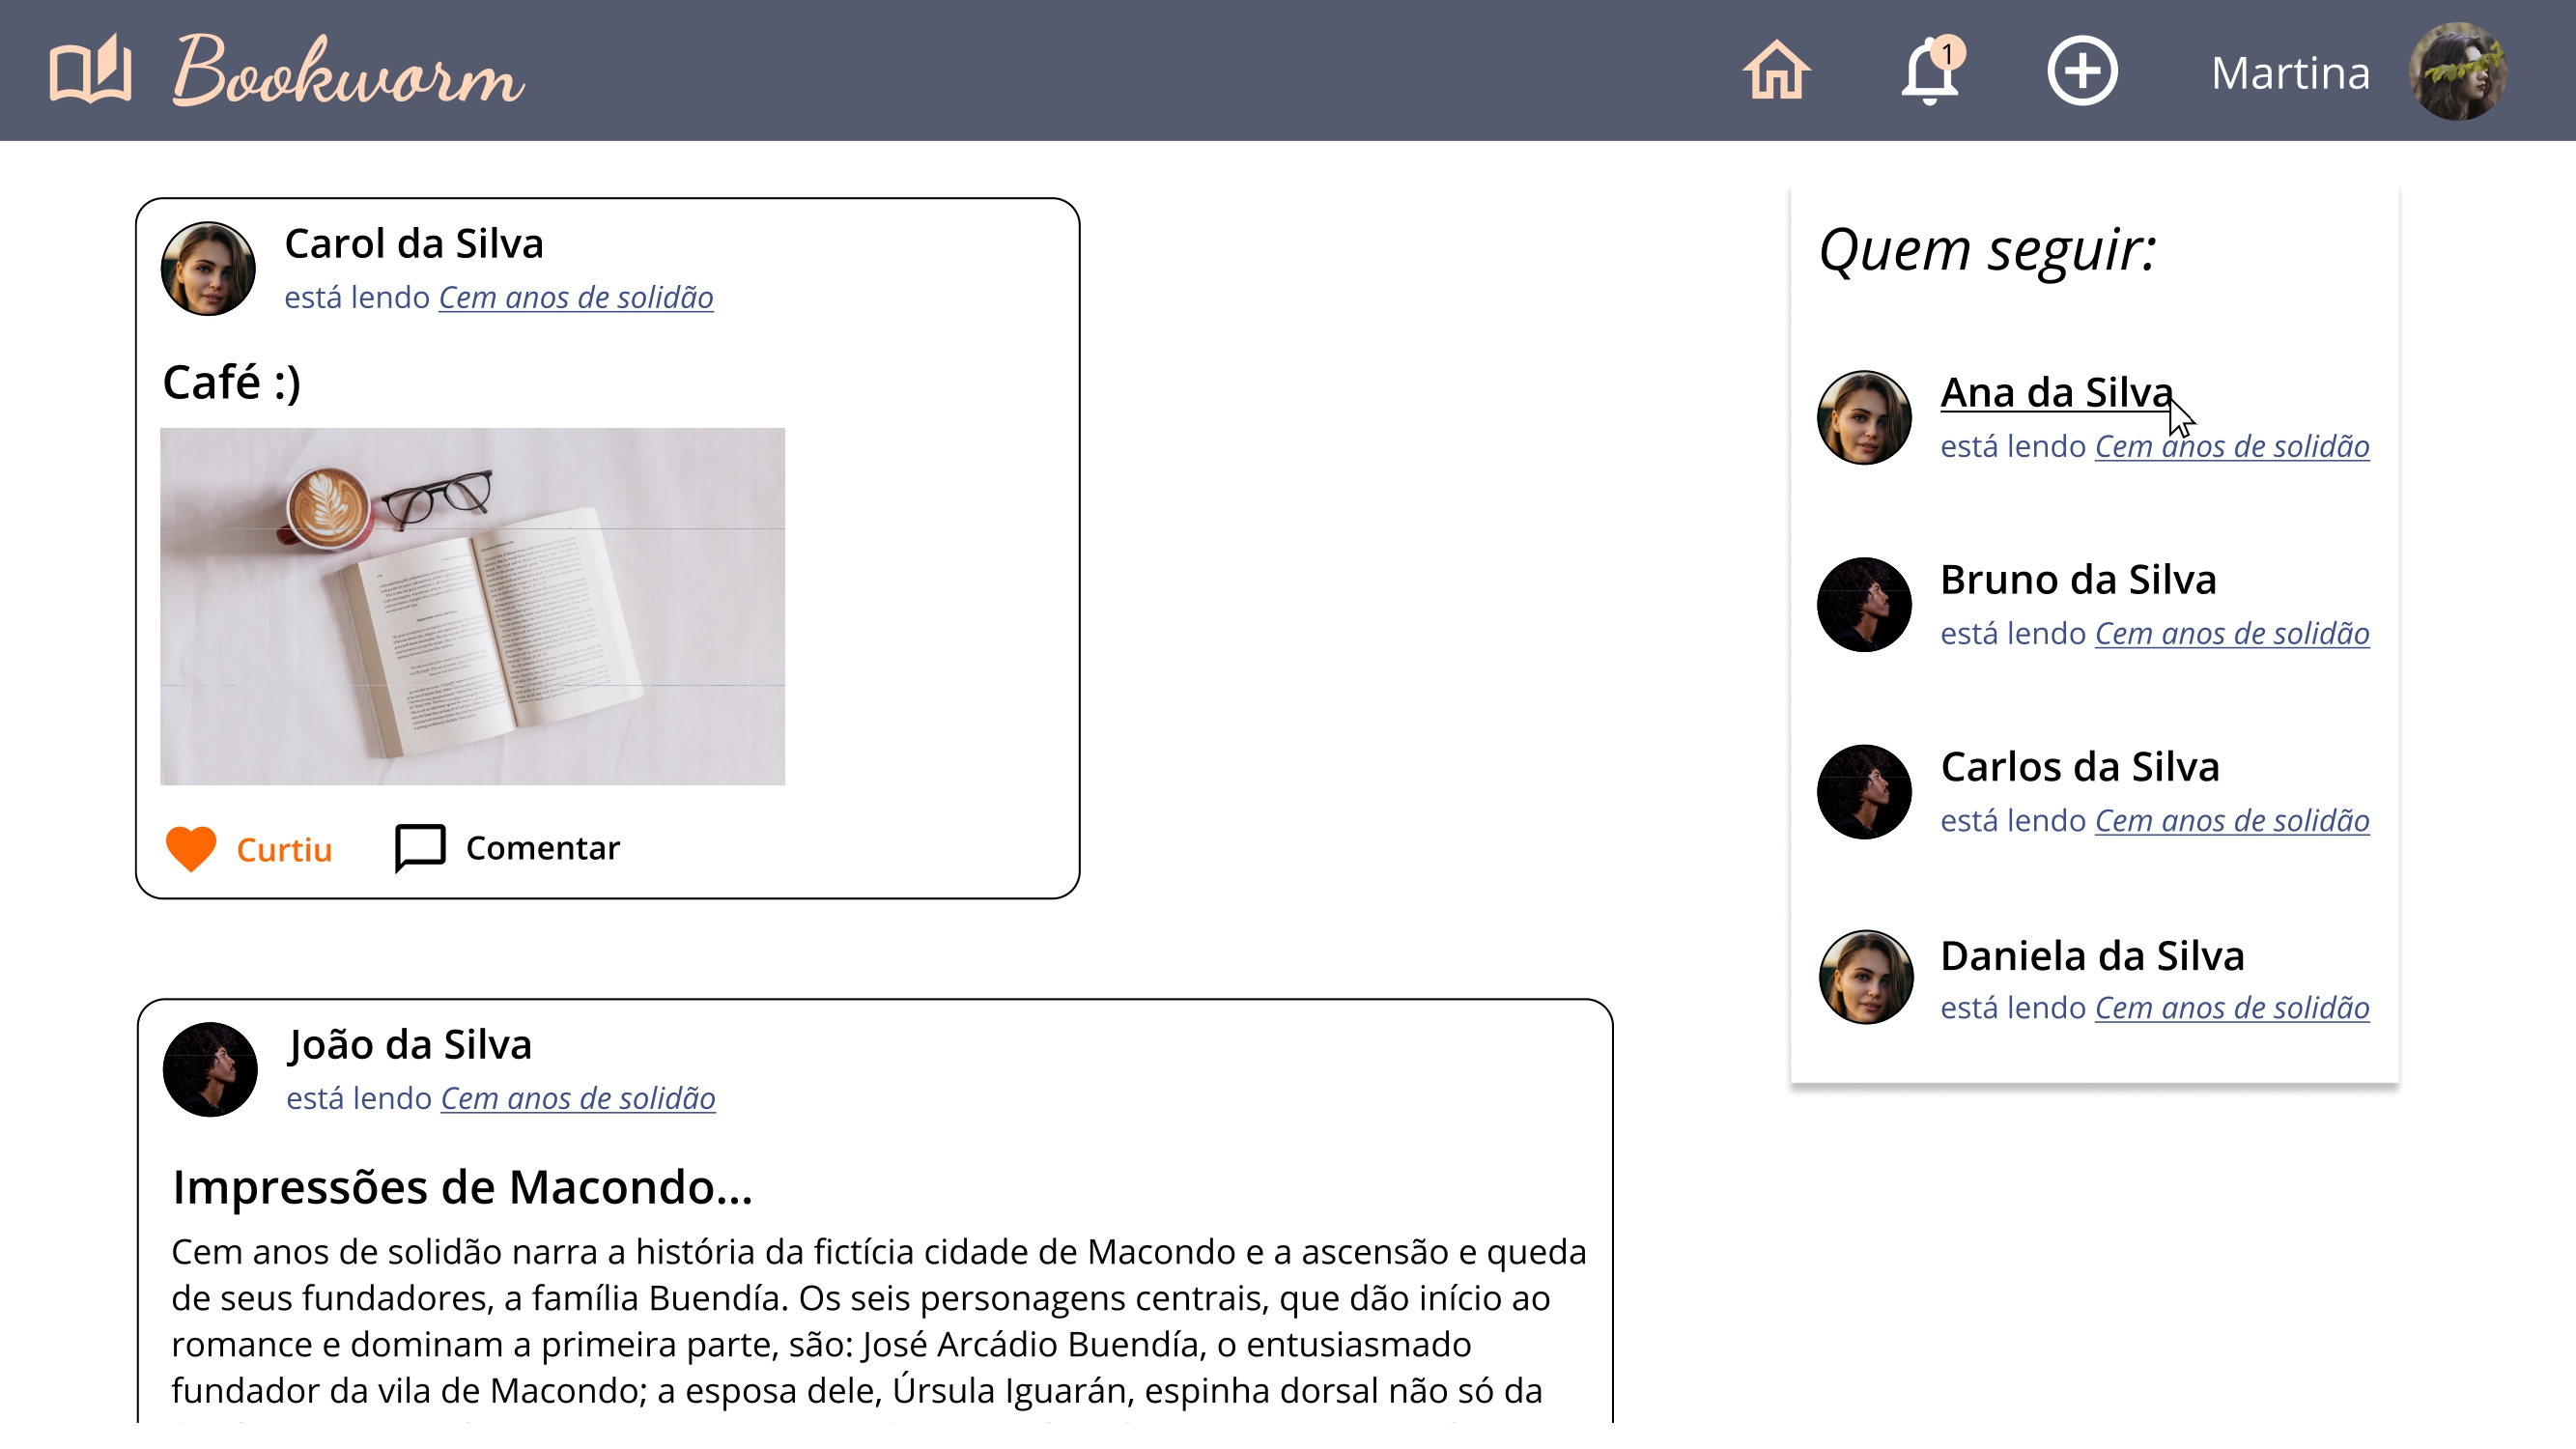 Bookworm
1
Martina
Carol da Silva
está lendo Cem anos de solidão
Café :)
Curtiu
Comentar
João da Silva
está lendo Cem anos de solidão
Impressões de Macondo...
Cem anos de solidão narra a história da fictícia cidade de Macondo e a ascensão e queda
de seus fundadores, a família Buendía. Os seis personagens centrais, que dão início ao
romance e dominam a primeira parte, são: José Arcádio Buendía, o entusiasmado
fundador da vila de Macondo; a esposa dele, Úrsula Iguarán, espinha dorsal não só da
Quem seguir:
Ana da Silva
está lendo Cem anos de solidão
Bruno da Silva
está lendo Cem anos de solidão
Carlos da Silva
está lendo Cem anos de solidão
Daniela da Silva
está lendo Cem anos de solidão